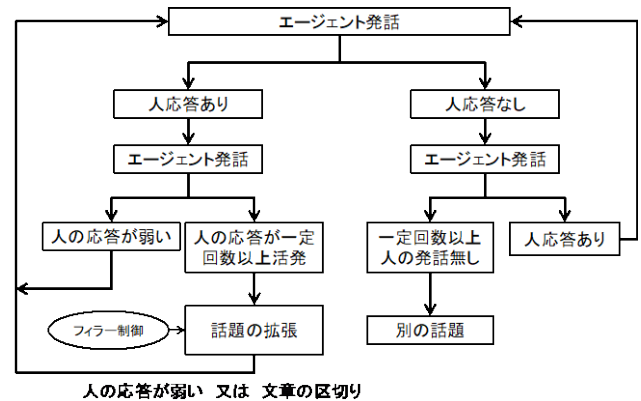 エージェント発話
人応答あり
人応答なし
エージェント発話
エージェント発話
人の応答が弱い
人の応答が一定
回数以上活発
一定回数以上
人の発話無し
人応答あり
フィラー制御
話題の拡張
別の話題
人の応答が弱い 又は 文章の区切り